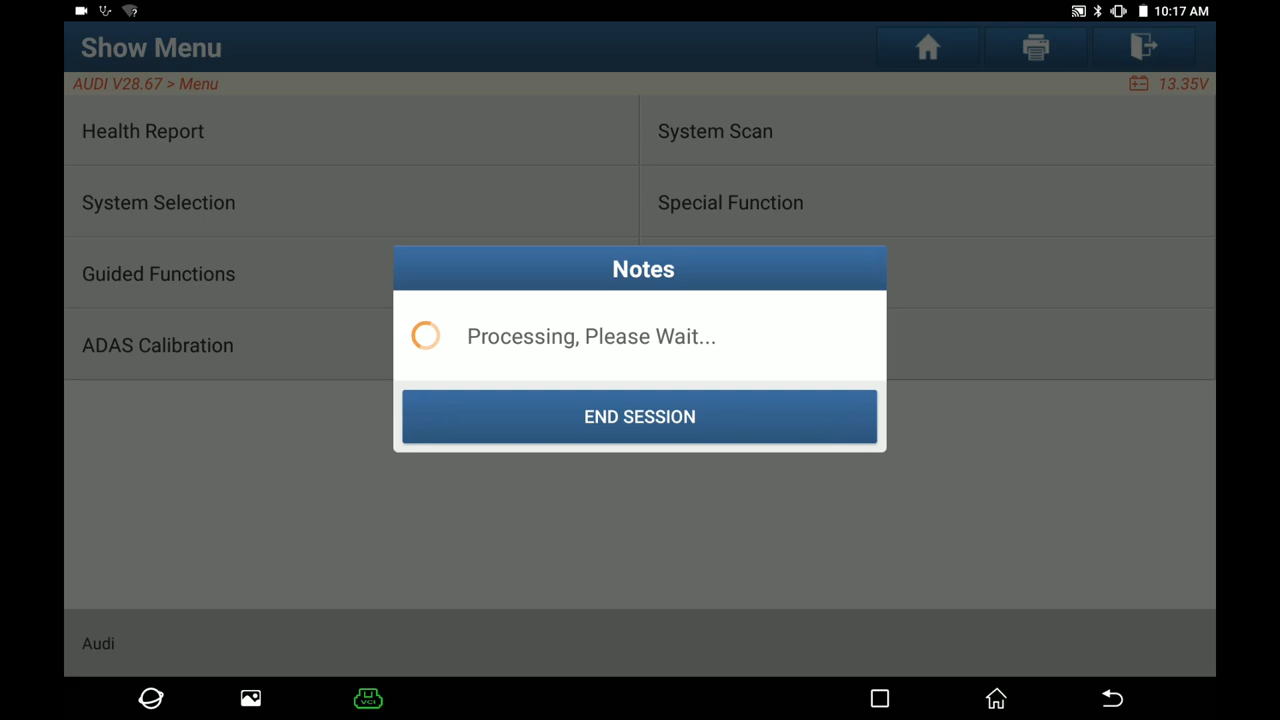 10:17 AM
Show Menu
AUDI V28.67 > Menu
13.35V
Health Report
System Scan
System Selection
Special Function
Guided Functions
ADAS Calibration
Notes
Processing, Please Wait...
END SESSION
Audi
VCI